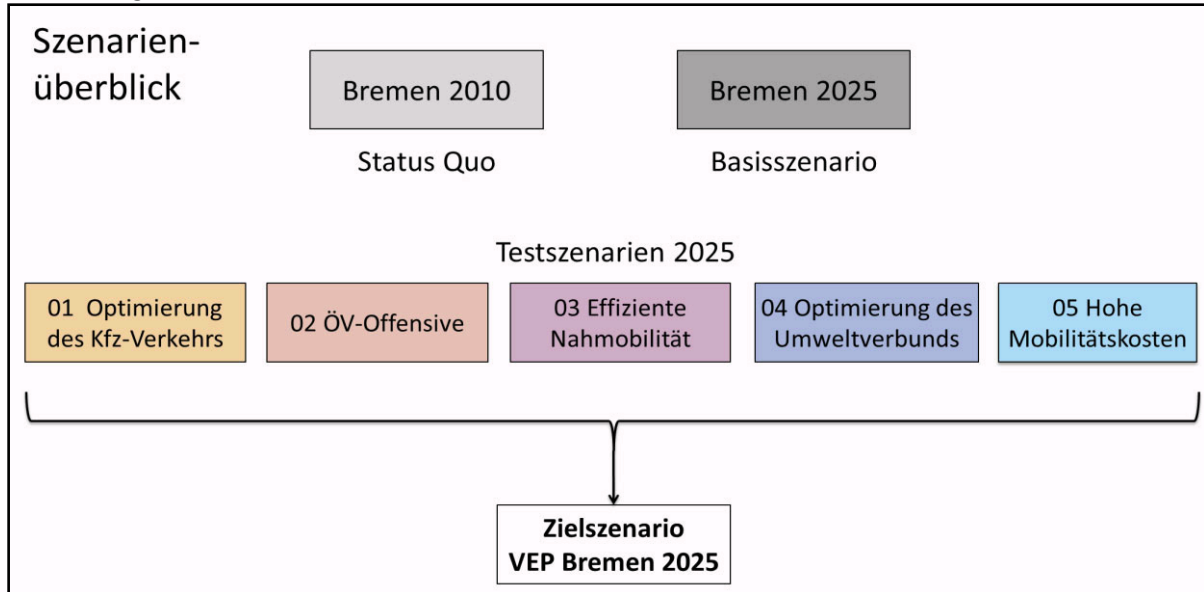 Szenarien-
überblick
Bremen 2010
Bremen 2025
Status Quo
Basisszenario
Testszenarien 2025
01 Optimierung
des Kfz-Verkehrs
02 ÖV-Offensive
03 Effiziente
Nahmobilität
04 Optimierung des
Umweltverbunds
05 Hohe
Mobilitätskosten
Zielszenario
VEP Bremen 2025